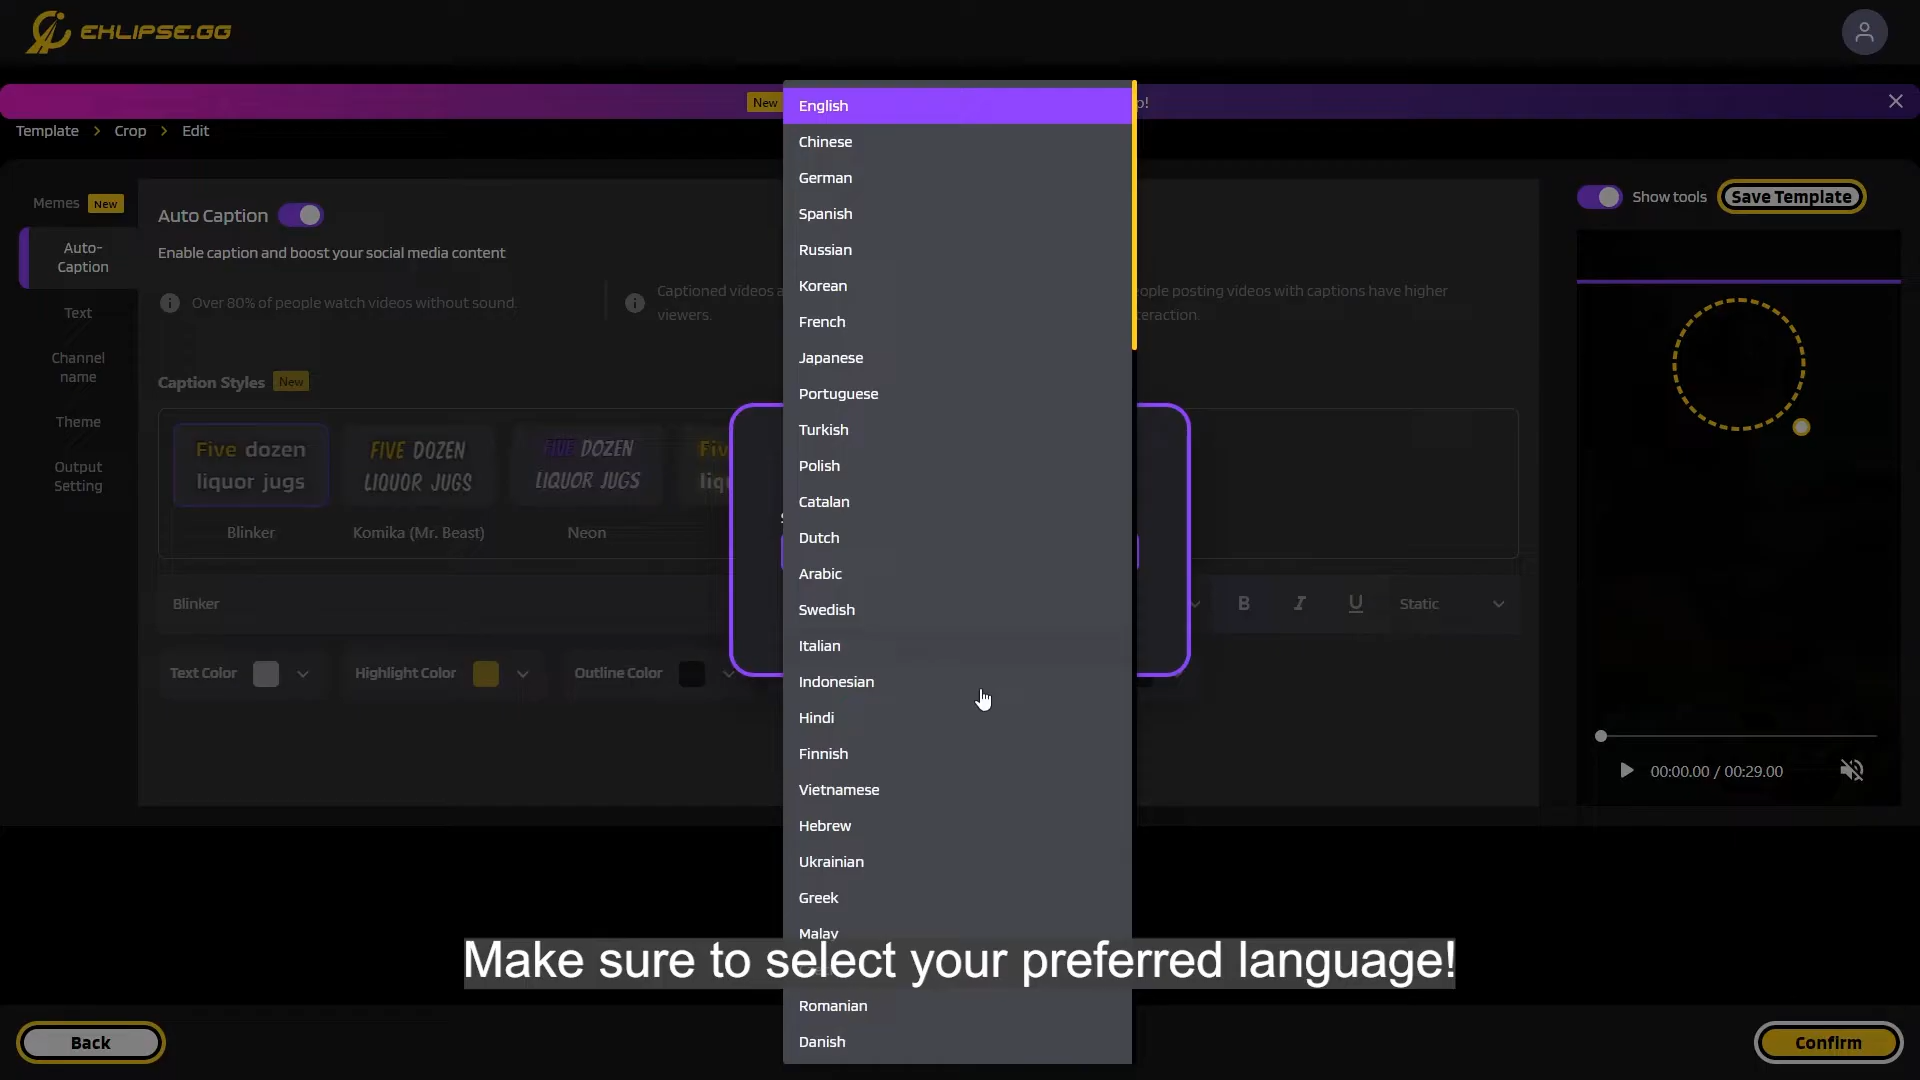 EKLIPSE.GG
New
o!
Template > Crop > Edit
Memes New
Auto-
Caption
Text
Channel
name
Theme
Output
Setting
Auto Caption
Enable caption and boost your social media content
Over 80% of people watch videos without sound.
Captioned videos a
viewers.
ople posting videos with captions have higher
teraction.
Caption Styles New
Five dozen
liquor jugs
Blinker
FIVE DOZEN
LIQUOR JUGS
Komika (Mr. Beast)
FIVE DOZEN
LIQUOR JUGS
Neon
Fiv
liq
Blinker
B I U Static
Text Color
Highlight Color
Outline Color
English
Chinese
German
Spanish
Russian
Korean
French
Japanese
Portuguese
Turkish
Polish
Catalan
Dutch
Arabic
Swedish
Italian
Indonesian
Hindi
Finnish
Vietnamese
Hebrew
Ukrainian
Greek
Malay
Romanian
Danish
Show tools
Save Template
00:00.00 / 00:29.00
Make sure to select your preferred language!
Back
Confirm